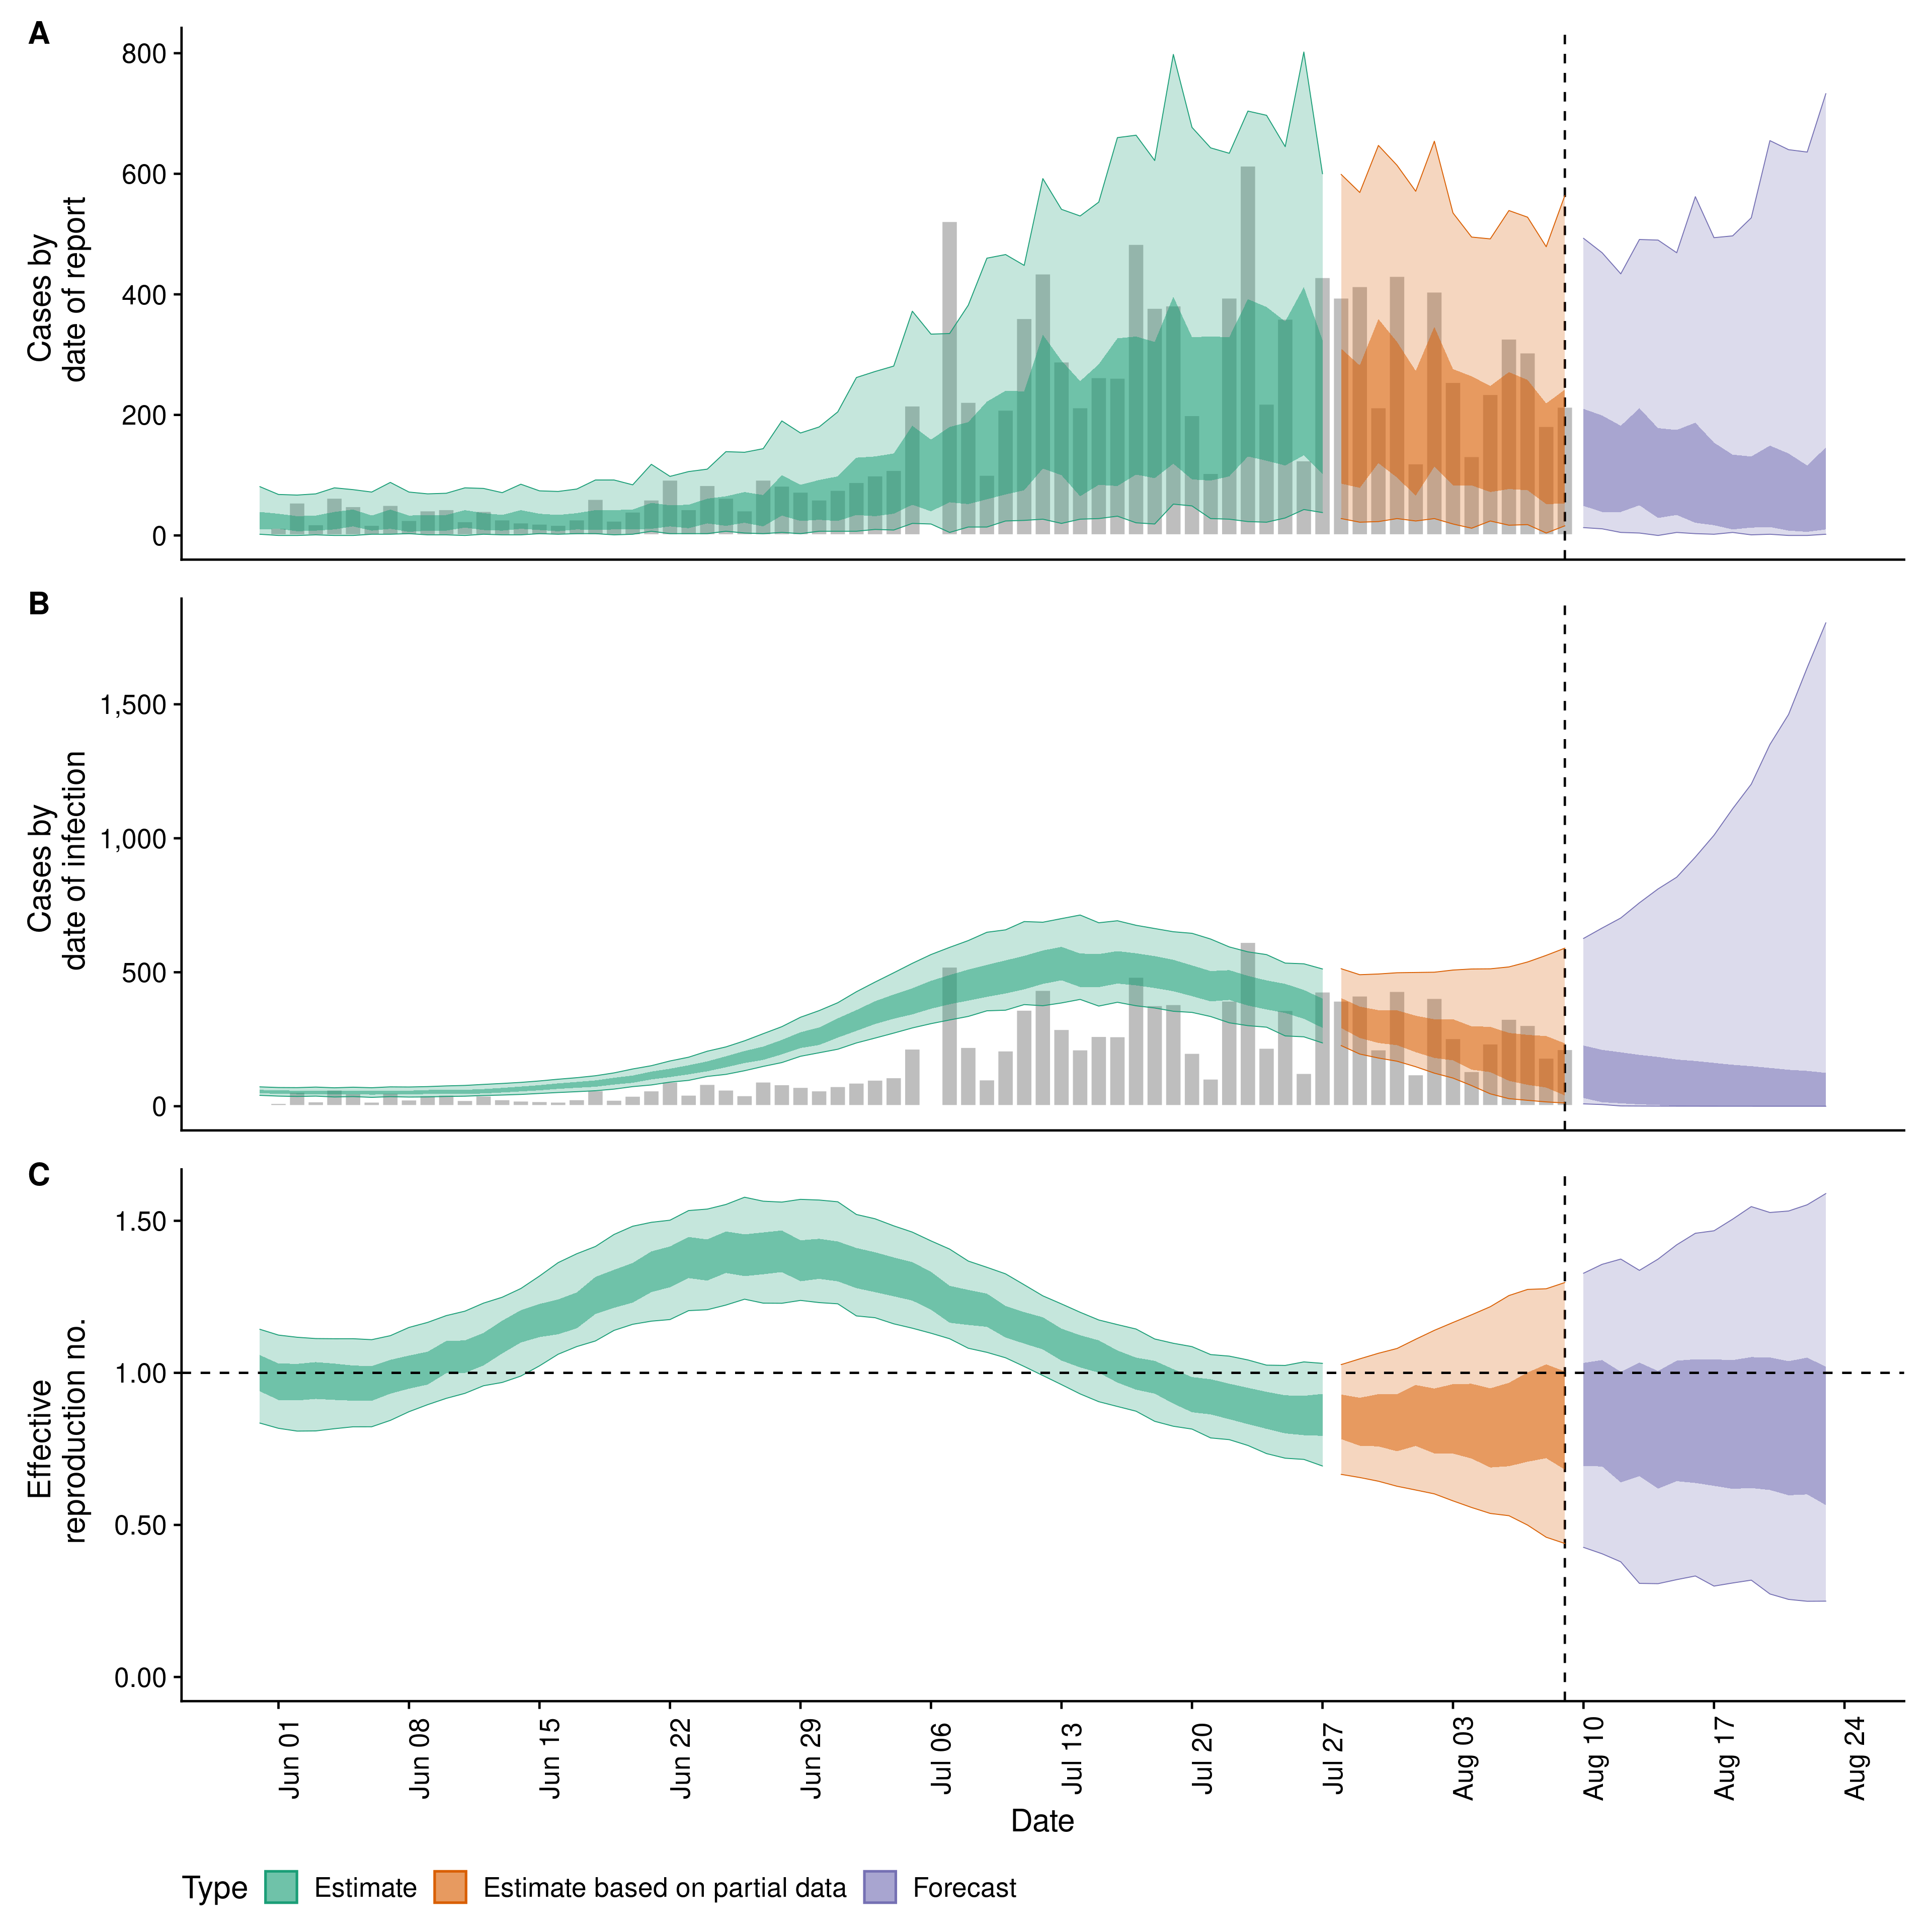 A
800
600
400
200
0
Cases by
date of report
B
1,500
1,000
500
0
Cases by
date of infection
C
1.50
1.00
0.50
0.00
Effective
reproduction no.
Jun 01
Jun 08
Jun 15
Jun 22
Jun 29
Jul 06
Jul 13
Jul 20
Jul 27
Aug 03
Aug 10
Aug 17
Aug 24
Date
Type Estimate Estimate based on partial data Forecast